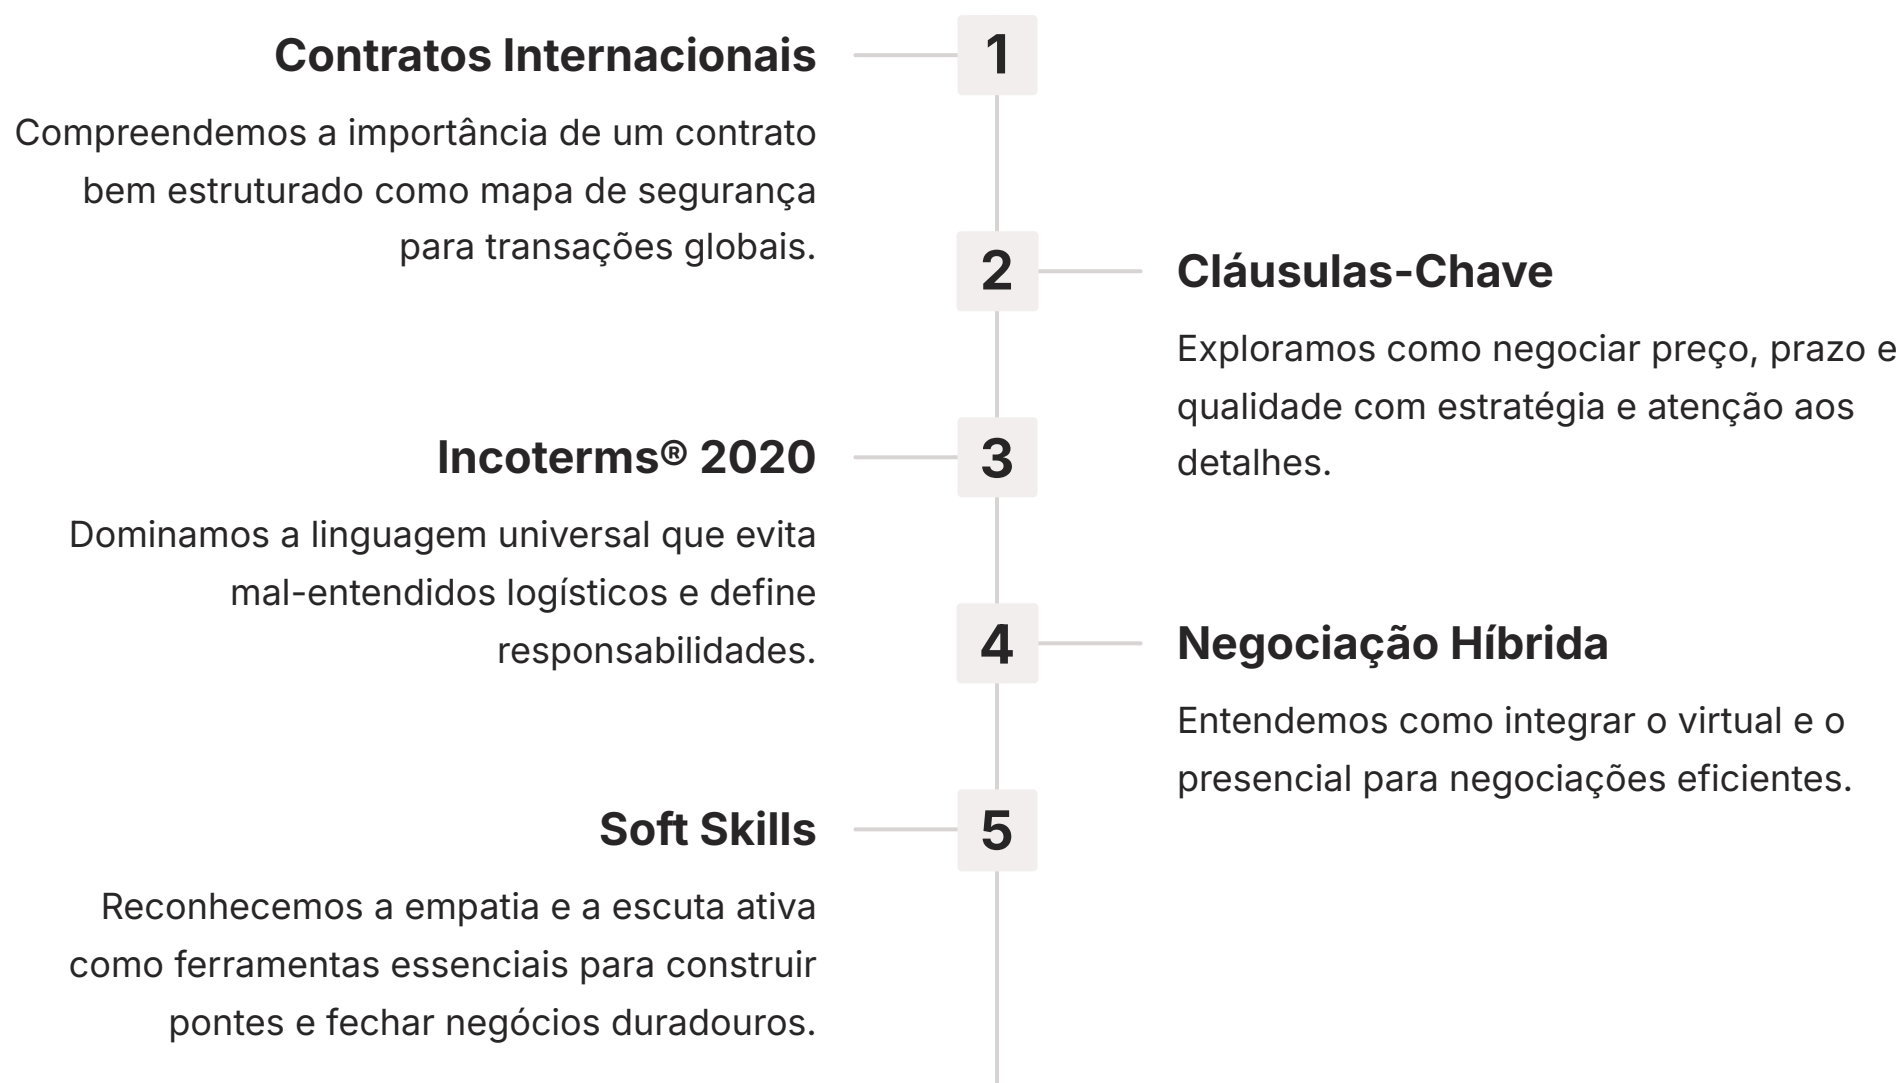 Contratos Internacionais
1
Compreendemos a importância de um contrato
bem estruturado como mapa de segurança
para transações globais.
2
Cláusulas-Chave
Exploramos como negociar preço, prazo e
qualidade com estratégia e atenção aos
detalhes.
Incoterms® 2020
3
Dominamos a linguagem universal que evita
mal-entendidos logísticos e define
responsabilidades.
4
Negociação Híbrida
Entendemos como integrar o virtual e o
presencial para negociações eficientes.
Soft Skills
5
Reconhecemos a empatia e a escuta ativa
como ferramentas essenciais para construir
pontes e fechar negócios duradouros.